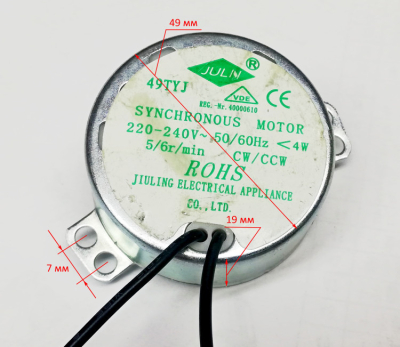 49 мм
JULIN ®
49TYJ
VDE
CE
REG.-Nr. 40000610
SYNCHRONOUS MOTOR
220-240V~ 50/60Hz <4W
5/6r/min CW/CCW
ROHS
JIULING ELECTRICAL APPLIANCE
CO.,LTD.
19 мм
7 мм